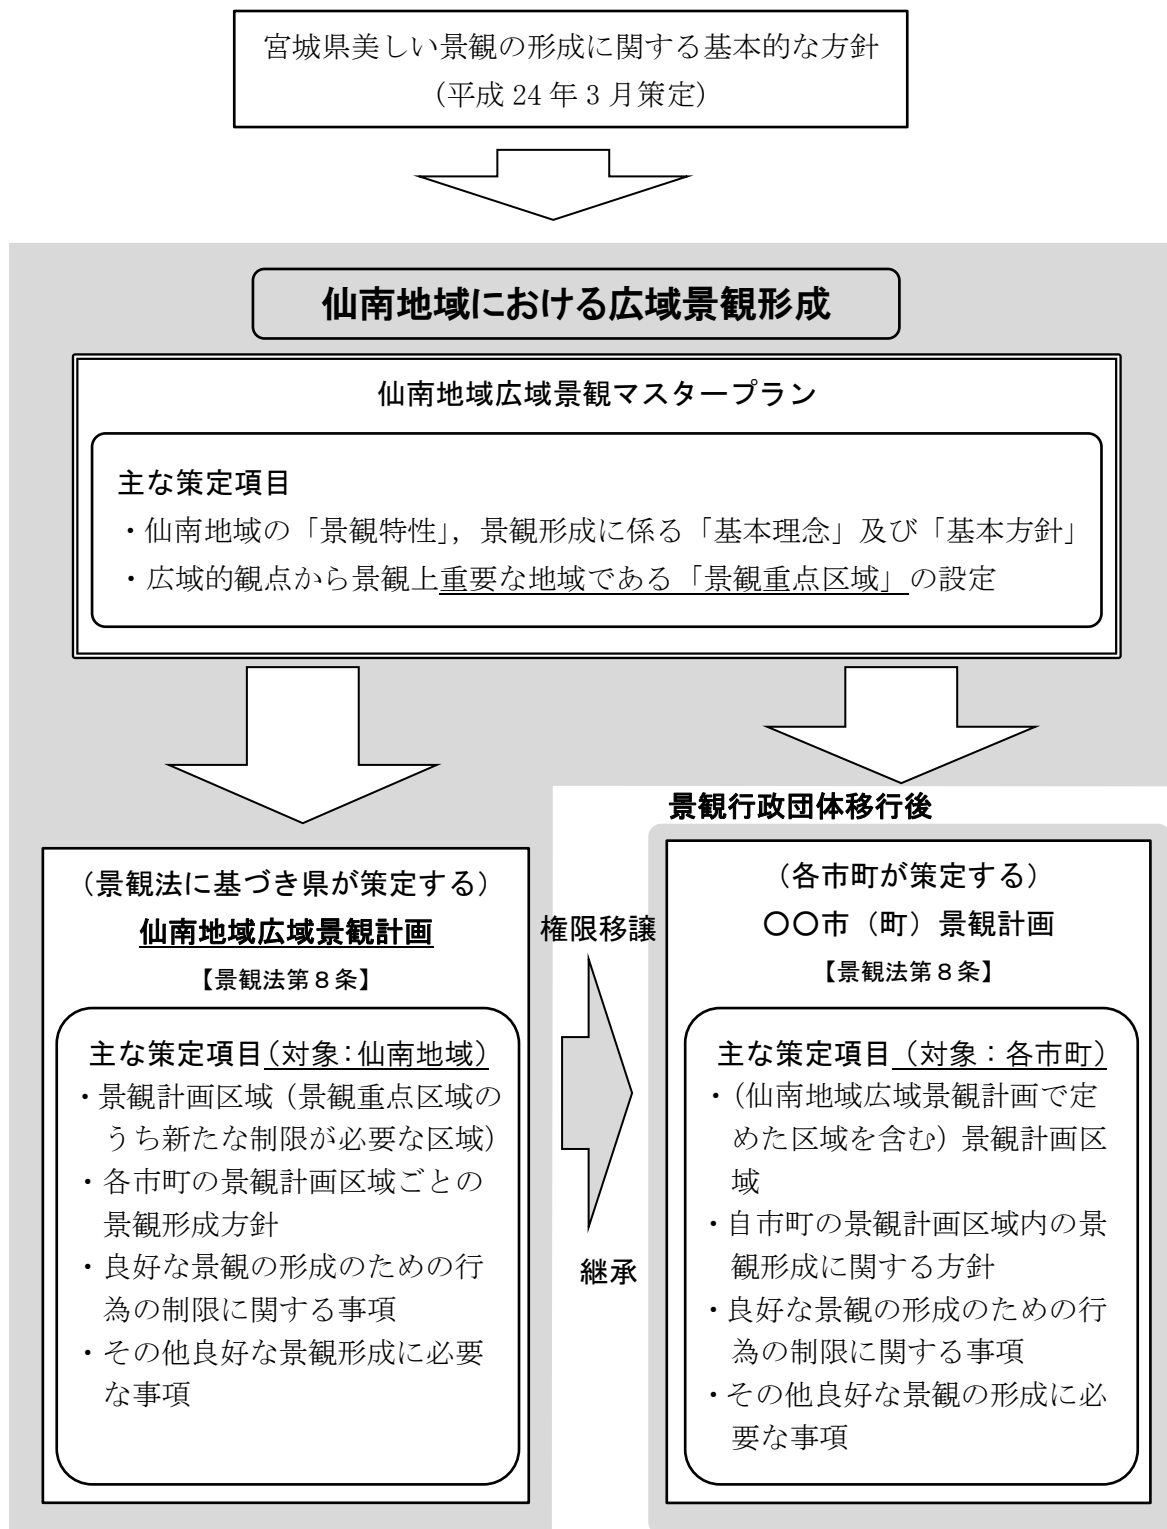 宮城県美しい景観の形成に関する基本的な方針
（平成 24 年 3 月策定）
仙南地域における広域景観形成
仙南地域広域景観マスタープラン
主な策定項目
・仙南地域の「景観特性」，景観形成に係る「基本理念」及び「基本方針」
・広域的観点から景観上重要な地域である「景観重点区域」の設定
景観行政団体移行後
（景観法に基づき県が策定する）
仙南地域広域景観計画
【景観法第８条】
主な策定項目（対象：仙南地域）
・景観計画区域（景観重点区域の
うち新たな制限が必要な区域）
・各市町の景観計画区域ごとの
景観形成方針
・良好な景観の形成のための行
為の制限に関する事項
・その他良好な景観形成に必要
な事項
権限移譲
継承
（各市町が策定する）
〇〇市（町）景観計画
【景観法第８条】
主な策定項目（対象：各市町）
・（仙南地域広域景観計画で定
めた区域を含む）景観計画区
域
・自市町の景観計画区域内の景
観形成に関する方針
・良好な景観の形成のための行
為の制限に関する事項
・その他良好な景観の形成に必
要な事項